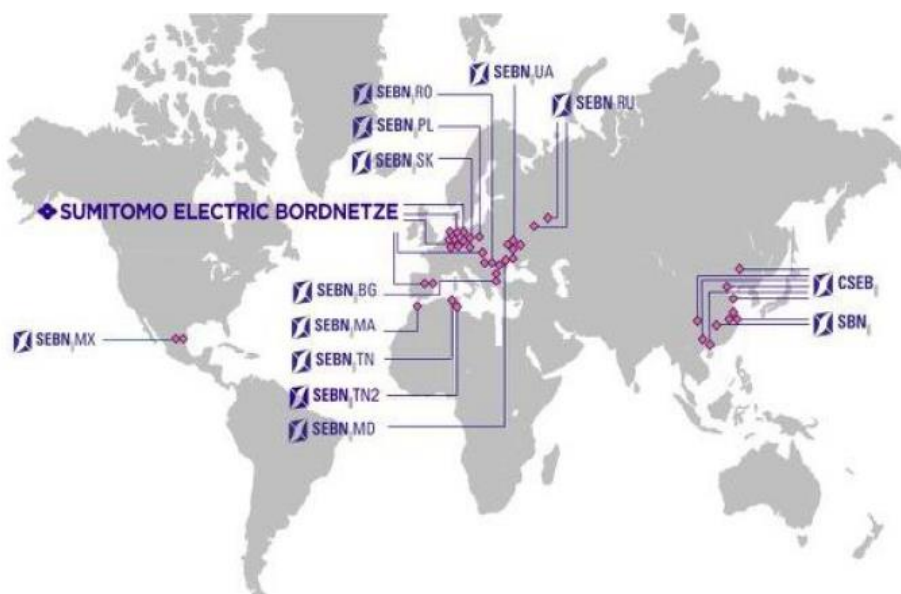 SEBN UA
SEBN RO
SEBN RU
SEBN PL
SEBN SK
SUMITOMO ELECTRIC BORDNETZE
SEBN BG
CSEB
SEBN MA
SBN
SEBN MX
SEBN TN
SEBN TN2
SEBN MD